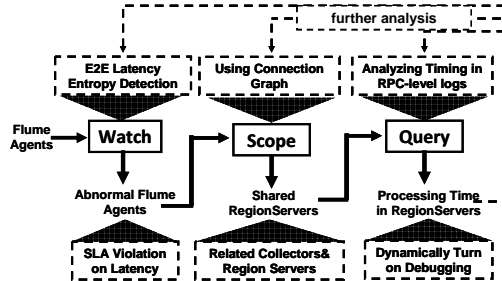 further analysis
E2E Latency
Entropy Detection
Using Connection
Graph
Analyzing Timing in
RPC-level logs
Flume
Agents
Watch
Scope
Query
Abnormal Flume
Agents
Shared
RegionServers
Processing Time
in RegionServers
SLA Violation
on Latency
Related Collectors&
Region Servers
Dynamically Turn
on Debugging